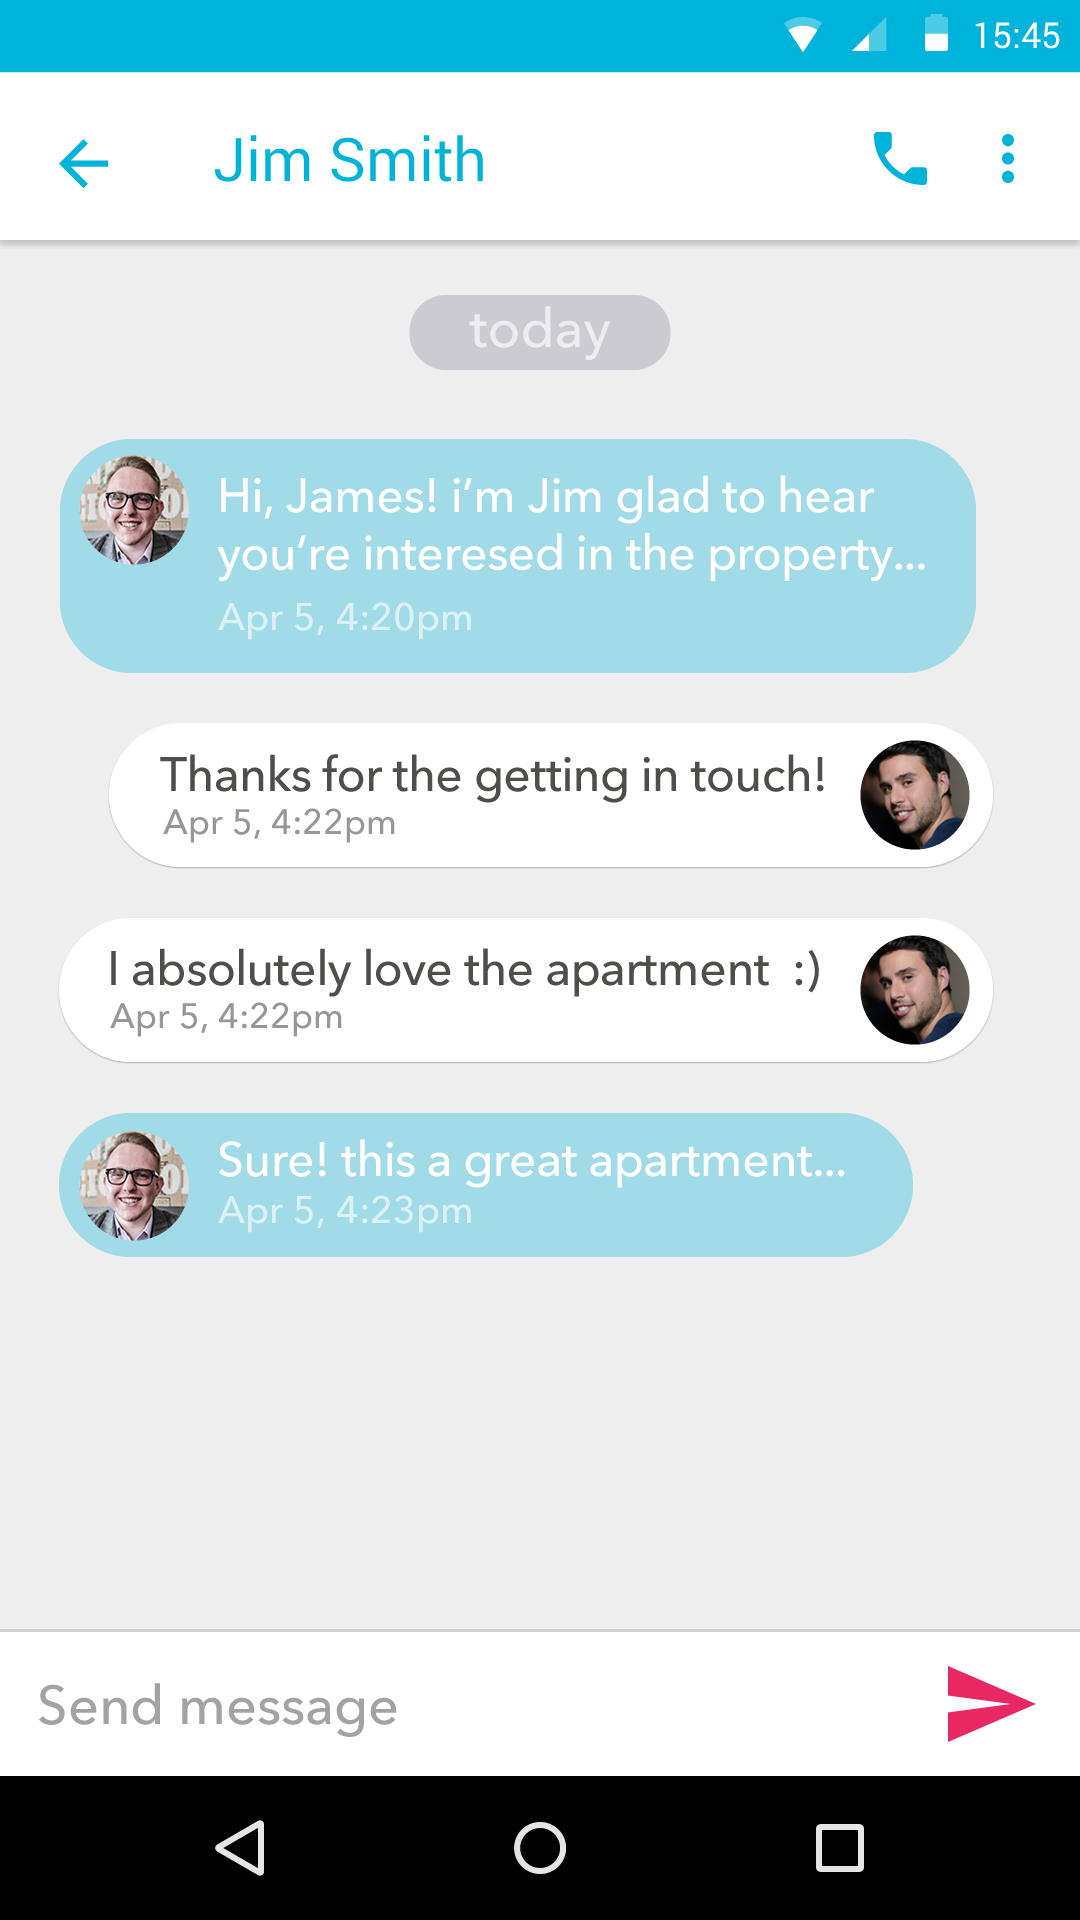 15:45
Jim Smith
today
Hi, James! i’m Jim glad to hear
you’re interesed in the property...
Apr 5, 4:20pm
Thanks for the getting in touch!
Apr 5, 4:22pm
I absolutely love the apartment :)
Apr 5, 4:22pm
Sure! this a great apartment...
Apr 5, 4:23pm
Send message